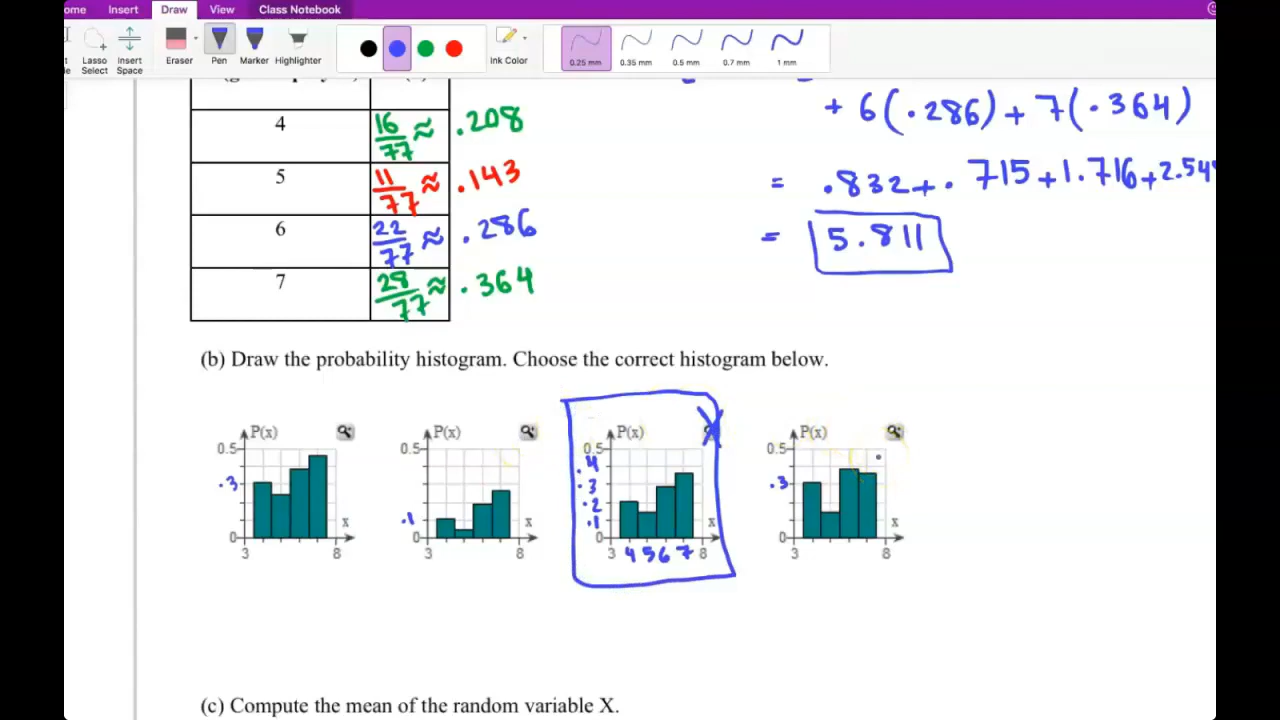 ome Insert Draw View Class Notebook
Lasso Select
Insert Space
Eraser
Pen
Marker
Highlighter
Ink Color
0.25 mm
0.35 mm
0.5 mm
0.7 mm
1 mm
+ 6(.286) + 7(.364)
4 16/77 ≈ .208
5 11/77 ≈ .143
= .832 + .715 + 1.716 + 2.54
6 22/77 ≈ .286
= 5.811
7 28/77 ≈ .364
(b) Draw the probability histogram. Choose the correct histogram below.
P(x) 0.5 .3 0 3 8 x
P(x) 0.5 .1 0 3 8 x
P(x) 0.5 .4 .3 .2 .1 0 3 4 5 6 7 8 x
P(x) 0.5 .3 0 3 8 x
(c) Compute the mean of the random variable X.